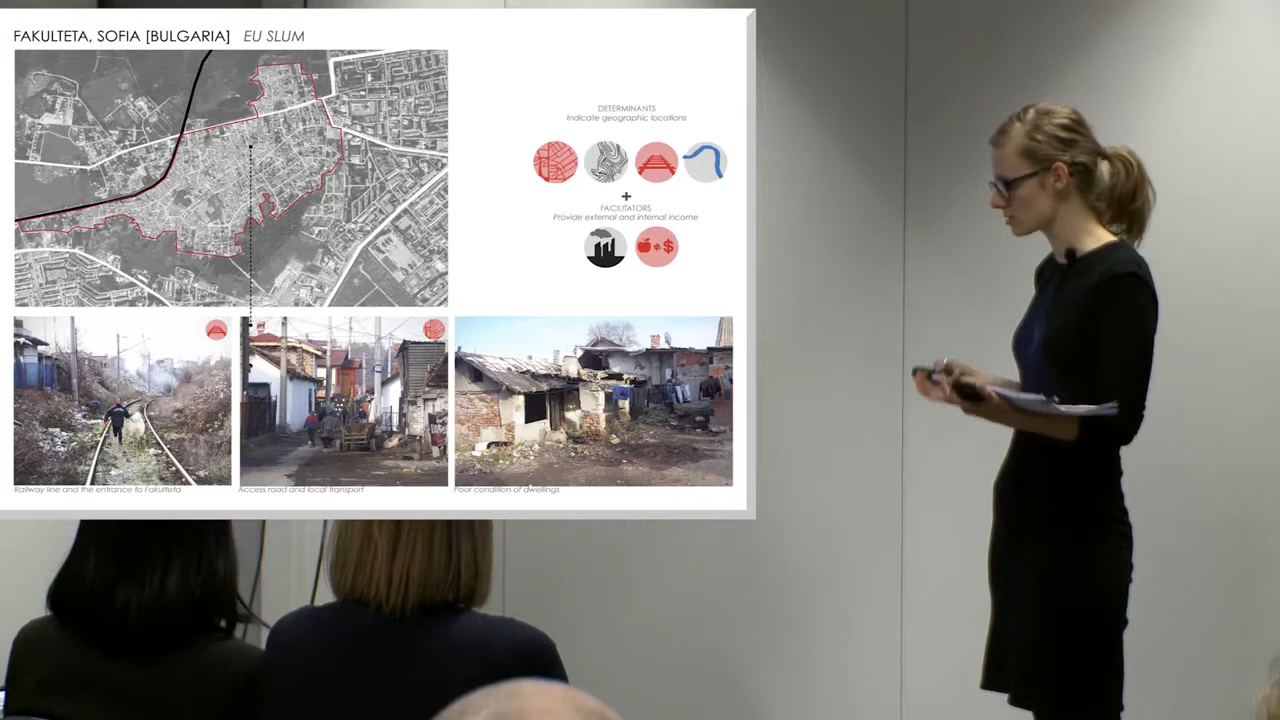 FAKULTETA, SOFIA [BULGARIA] EU SLUM
DETERMINANTS
Indicate geographic locations
+
FACILITATORS
Provide external and internal income
$
Railway line and the entrance to Fakulteta
Access road and local transport
Poor condition of dwellings